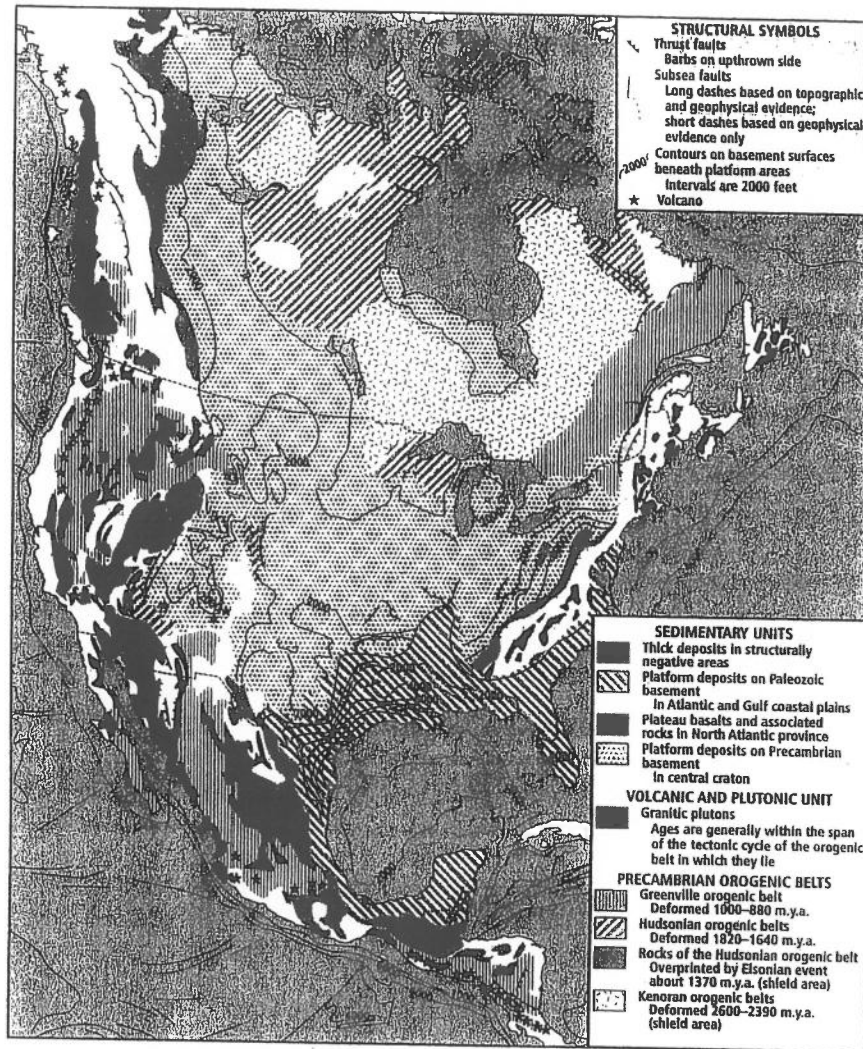 STRUCTURAL SYMBOLS
Thrust faults
Barbs on upthrown side
Subsea faults
Long dashes based on topographic
and geophysical evidence;
short dashes based on geophysical
evidence only
2000
Contours on basement surfaces
beneath platform areas
Intervals are 2000 feet
★ Volcano
2000
2000
SEDIMENTARY UNITS
Thick deposits in structurally
negative areas
Platform deposits on Paleozoic
basement
In Atlantic and Gulf coastal plains
Plateau basalts and associated
rocks in North Atlantic province
Platform deposits on Precambrian
basement
In central craton
VOLCANIC AND PLUTONIC UNIT
Granitic plutons
Ages are generally within the span
of the tectonic cycle of the orogenic
belt in which they lie
PRECAMBRIAN OROGENIC BELTS
Greenville orogenic belt
Deformed 1000–880 m.y.a.
Hudsonian orogenic belts
Deformed 1820–1640 m.y.a.
Rocks of the Hudsonian orogenic belt
Overprinted by Elsonian event
about 1370 m.y.a. (shield area)
Kenoran orogenic belts
Deformed 2600–2390 m.y.a.
(shield area)